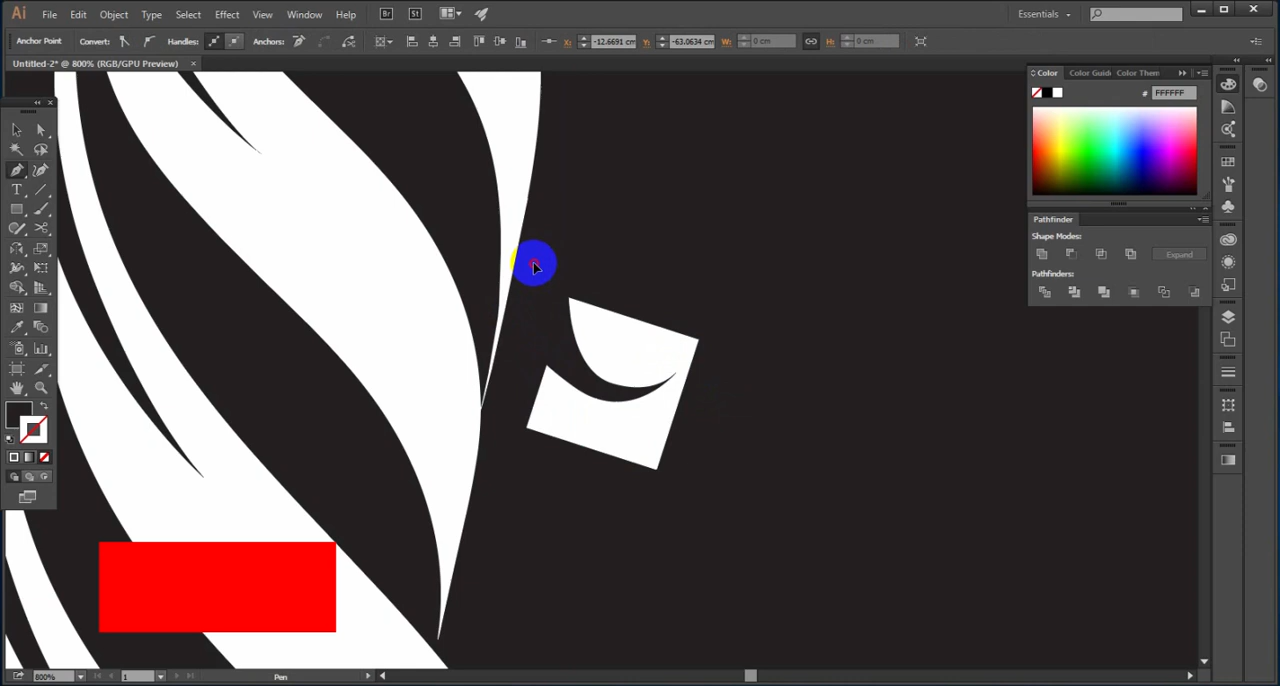 Ai File Edit Object Type Select Effect View Window Help Br St Essentials
Anchor Point Convert: Handles: Anchors: X: -12.6691 cm Y: -63.0634 cm W: 0 cm H: 0 cm
Untitled-2* @ 800% (RGB/GPU Preview) ×
Color Color Guid Color Them
# FFFFFF
T
Pathfinder
Shape Modes:
Expand
Pathfinders:
800% 1 Pen